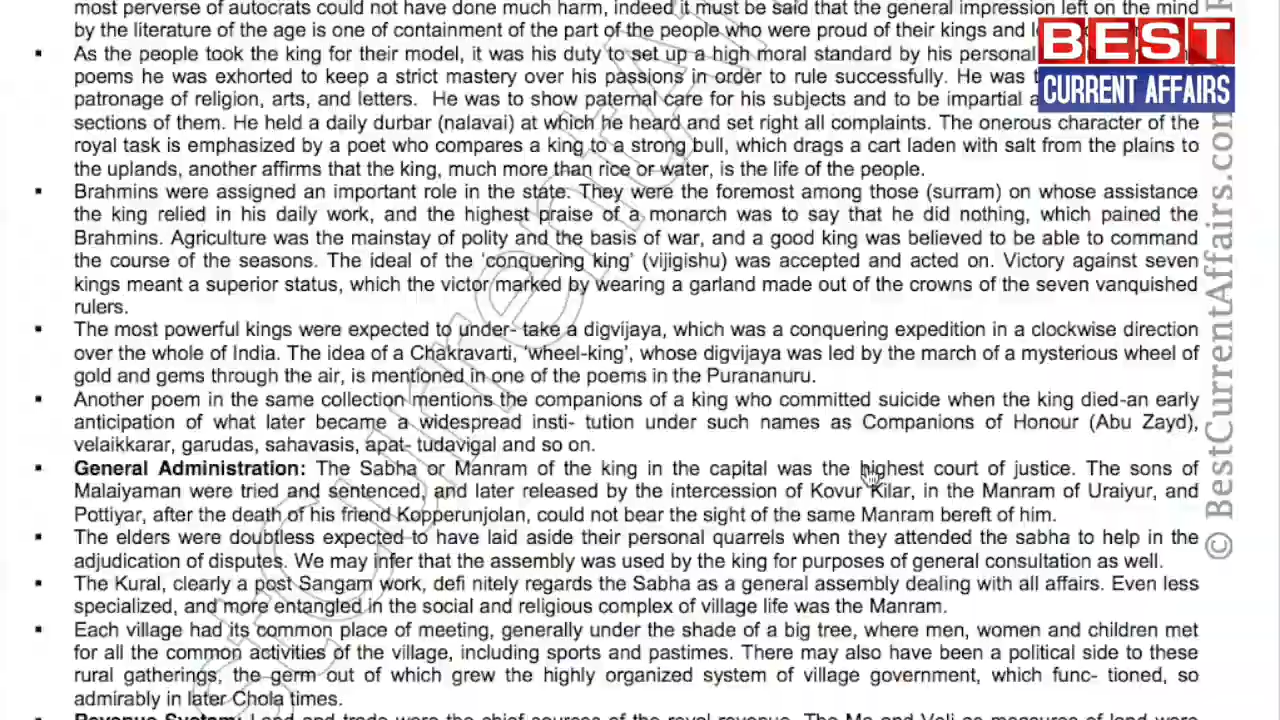 most perverse of autocrats could not have done much harm, indeed it must be said that the general impression left on the mind
by the literature of the age is one of containment of the part of the people who were proud of their kings and
BEST
CURRENT AFFAIRS
▪ As the people took the king for their model, it was his duty to set up a high moral standard by his personal
poems he was exhorted to keep a strict mastery over his passions in order to rule successfully. He was
patronage of religion, arts, and letters. He was to show paternal care for his subjects and to be impartial
sections of them. He held a daily durbar (nalavai) at which he heard and set right all complaints. The onerous character of the
royal task is emphasized by a poet who compares a king to a strong bull, which drags a cart laden with salt from the plains to
the uplands, another affirms that the king, much more than rice or water, is the life of the people.
▪ Brahmins were assigned an important role in the state. They were the foremost among those (surram) on whose assistance
the king relied in his daily work, and the highest praise of a monarch was to say that he did nothing, which pained the
Brahmins. Agriculture was the mainstay of polity and the basis of war, and a good king was believed to be able to command
the course of the seasons. The ideal of the 'conquering king' (vijigishu) was accepted and acted on. Victory against seven
kings meant a superior status, which the victor marked by wearing a garland made out of the crowns of the seven vanquished
rulers.
▪ The most powerful kings were expected to under- take a digvijaya, which was a conquering expedition in a clockwise direction
over the whole of India. The idea of a Chakravarti, 'wheel-king', whose digvijaya was led by the march of a mysterious wheel of
gold and gems through the air, is mentioned in one of the poems in the Purananuru.
▪ Another poem in the same collection mentions the companions of a king who committed suicide when the king died-an early
anticipation of what later became a widespread insti- tution under such names as Companions of Honour (Abu Zayd),
velaikkarar, garudas, sahavasis, apat- tudavigal and so on.
▪ General Administration: The Sabha or Manram of the king in the capital was the highest court of justice. The sons of
Malaiyaman were tried and sentenced, and later released by the intercession of Kovur Kilar, in the Manram of Uraiyur, and
Pottiyar, after the death of his friend Kopperunjolan, could not bear the sight of the same Manram bereft of him.
▪ The elders were doubtless expected to have laid aside their personal quarrels when they attended the sabha to help in the
adjudication of disputes. We may infer that the assembly was used by the king for purposes of general consultation as well.
▪ The Kural, clearly a post Sangam work, defi nitely regards the Sabha as a general assembly dealing with all affairs. Even less
specialized, and more entangled in the social and religious complex of village life was the Manram.
▪ Each village had its common place of meeting, generally under the shade of a big tree, where men, women and children met
for all the common activities of the village, including sports and pastimes. There may also have been a political side to these
rural gatherings, the germ out of which grew the highly organized system of village government, which func- tioned, so
admirably in later Chola times.
▪ Revenue System: Land and trade were the chief sources of the royal revenue. The Ma and Veli as measures of land were
© BestCurrentAffairs.com